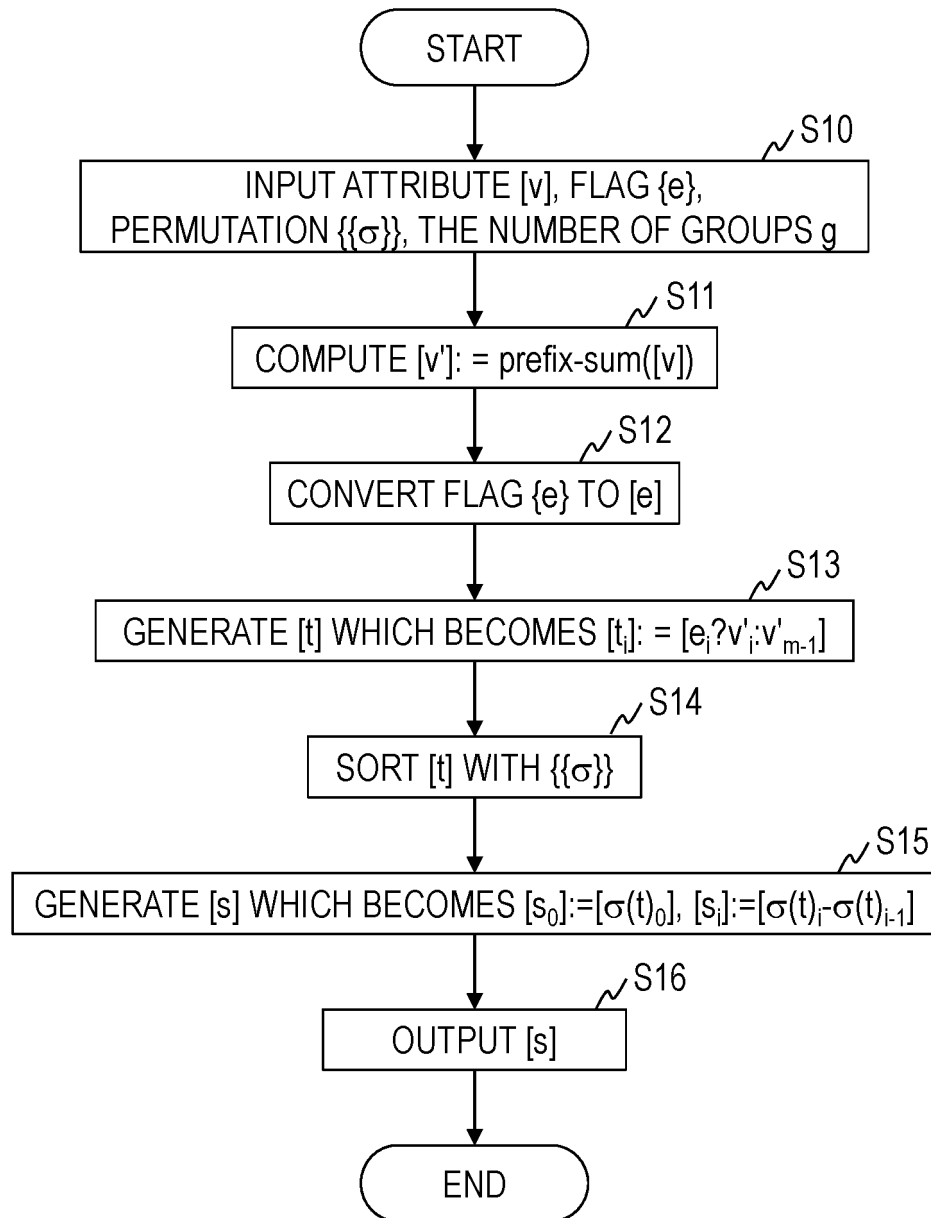 START
S10
INPUT ATTRIBUTE [v], FLAG {e},
PERMUTATION {{σ}}, THE NUMBER OF GROUPS g
S11
COMPUTE [v']: = prefix-sum([v])
S12
CONVERT FLAG {e} TO [e]
S13
GENERATE [t] WHICH BECOMES [tᵢ]: = [eᵢ?v'ᵢ:v'ₘ₋₁]
S14
SORT [t] WITH {{σ}}
S15
GENERATE [s] WHICH BECOMES [s₀]:=[σ(t)₀], [sᵢ]:=[σ(t)ᵢ-σ(t)ᵢ₋₁]
S16
OUTPUT [s]
END